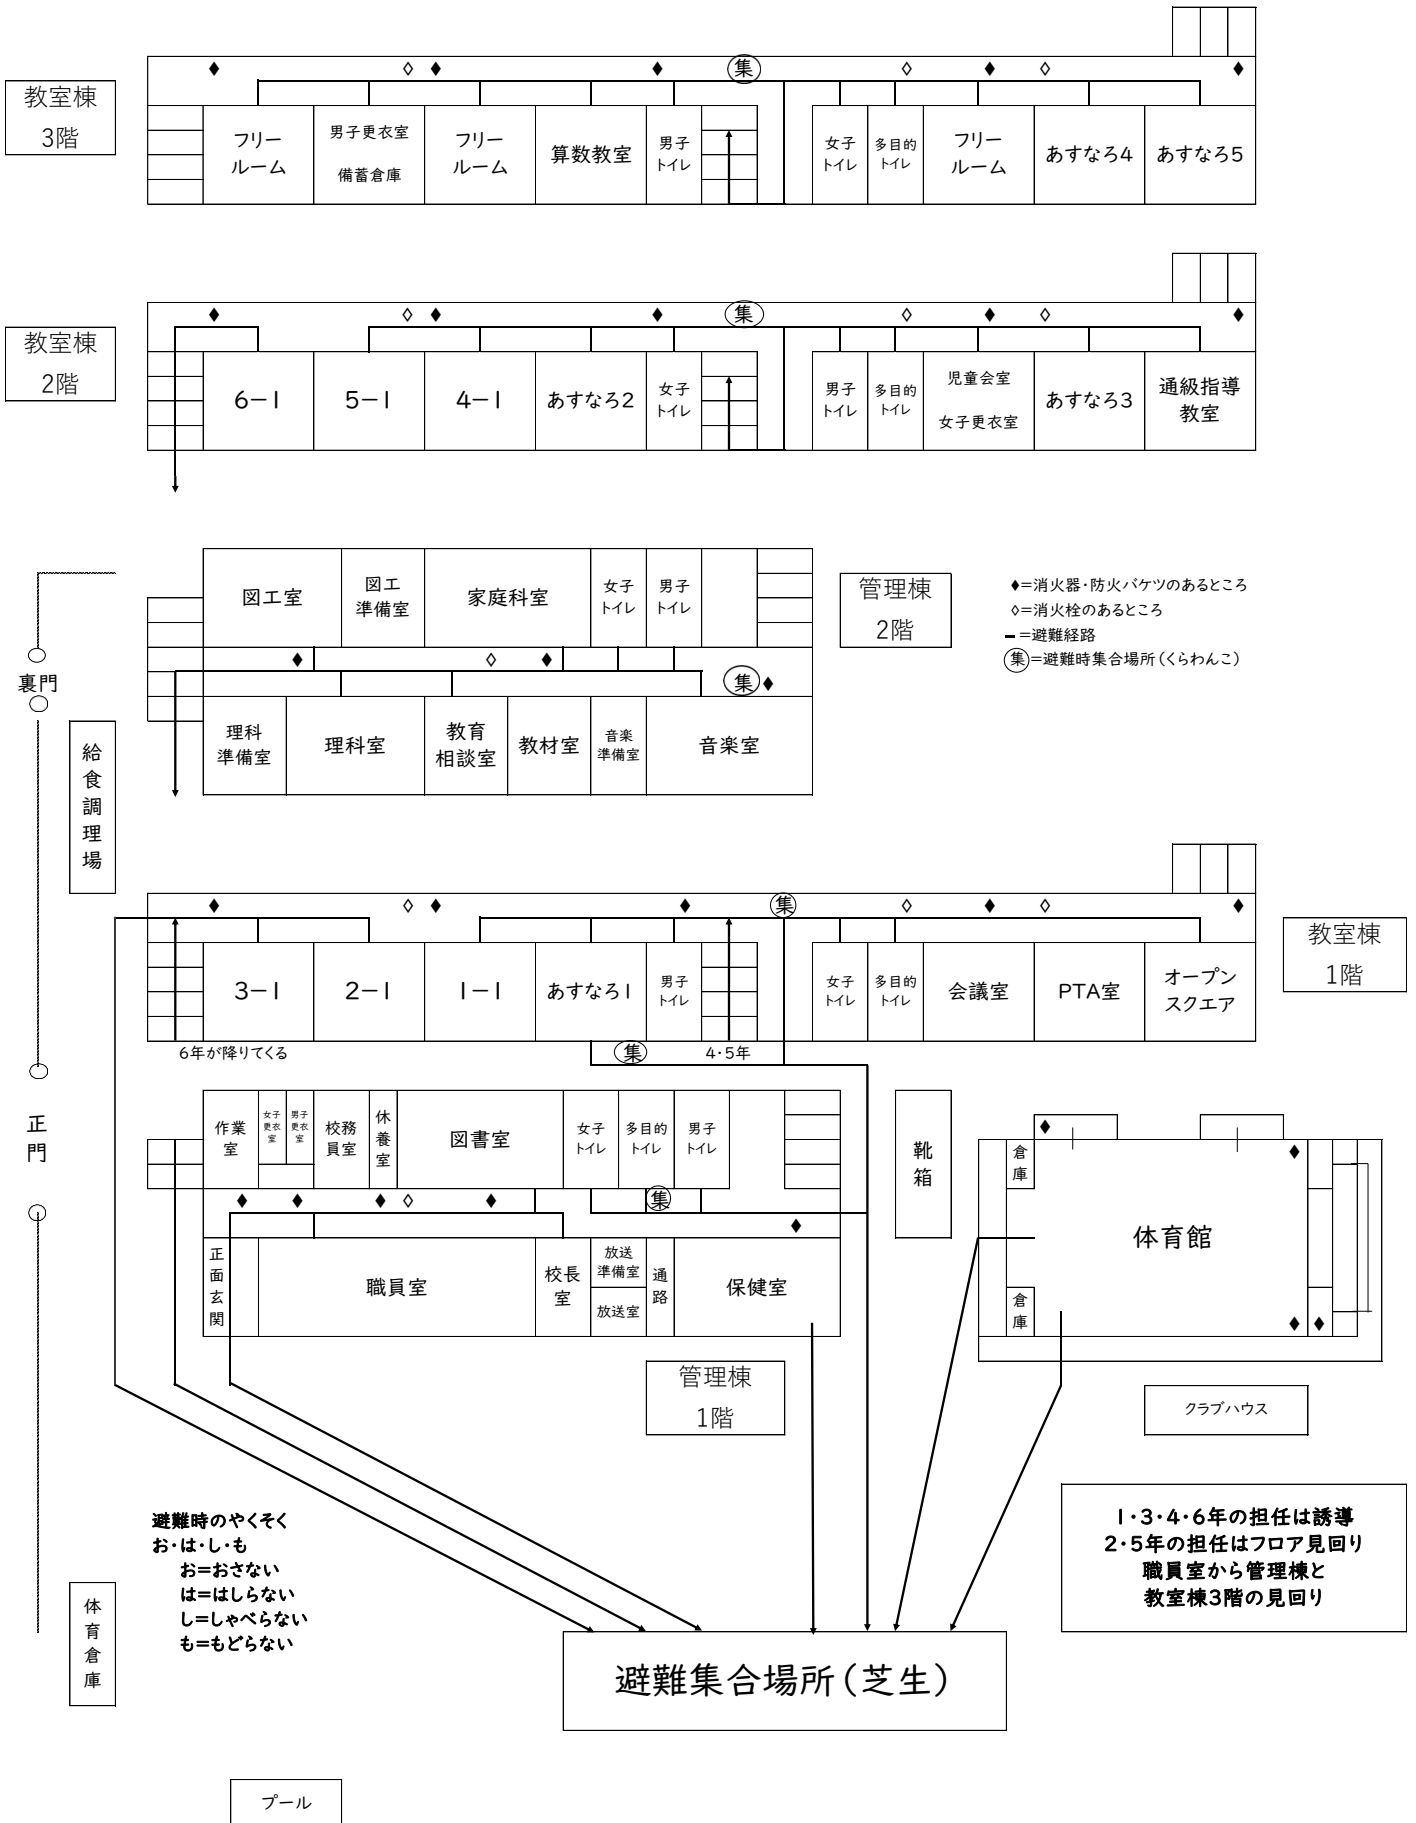 教室棟
3階
集
フリー
ルーム
男子更衣室
備蓄倉庫
フリー
ルーム
算数教室
男子
トイレ
女子
トイレ
多目的
トイレ
フリー
ルーム
あすなろ4
あすなろ5
教室棟
2階
集
6-1
5-1
4-1
あすなろ2
女子
トイレ
男子
トイレ
多目的
トイレ
児童会室
女子更衣室
あすなろ3
通級指導
教室
図工室
図工
準備室
家庭科室
女子
トイレ
男子
トイレ
管理棟
2階
集
理科
準備室
理科室
教育
相談室
教材室
音楽
準備室
音楽室
♦=消火器・防火バケツのあるところ
◊=消火栓のあるところ
ー=避難経路
集=避難時集合場所(くらわんこ)
裏門
給食調理場
集
3-1
2-1
1-1
あすなろ1
男子
トイレ
女子
トイレ
多目的
トイレ
会議室
PTA室
オープン
スクエア
教室棟
1階
6年が降りてくる
集
4・5年
正門
作業
室
女子
更衣
室
男子
更衣
室
校務
員室
休養室
図書室
女子
トイレ
多目的
トイレ
男子
トイレ
集
正面玄関
職員室
校長
室
放送
準備室
放送室
通路
保健室
靴箱
倉庫
体育館
倉庫
管理棟
1階
クラブハウス
避難時のやくそく
お・は・し・も
お=おさない
は=はしらない
し=しゃべらない
も=もどらない
1・3・4・6年の担任は誘導
2・5年の担任はフロア見回り
職員室から管理棟と
教室棟3階の見回り
体育倉庫
避難集合場所(芝生)
プール